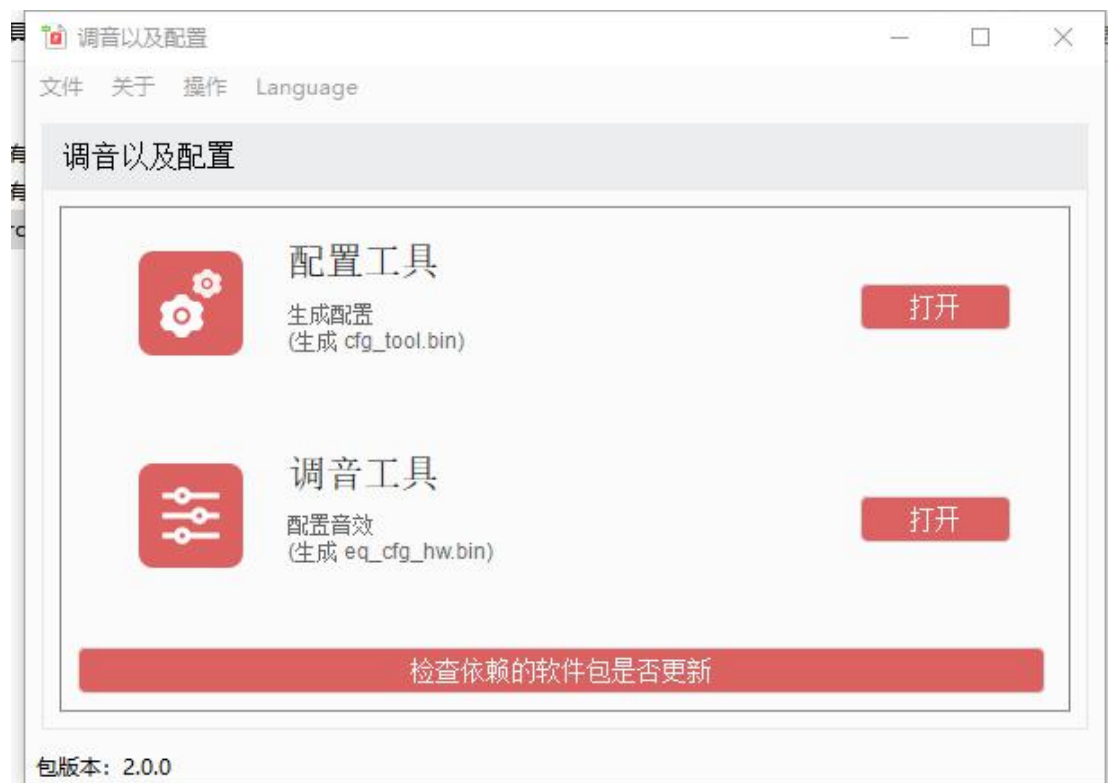 调音以及配置
文件 关于 操作 Language
调音以及配置
配置工具
生成配置
(生成 cfg_tool.bin)
打开
调音工具
配置音效
(生成 eq_cfg_hw.bin)
打开
检查依赖的软件包是否更新
包版本：2.0.0